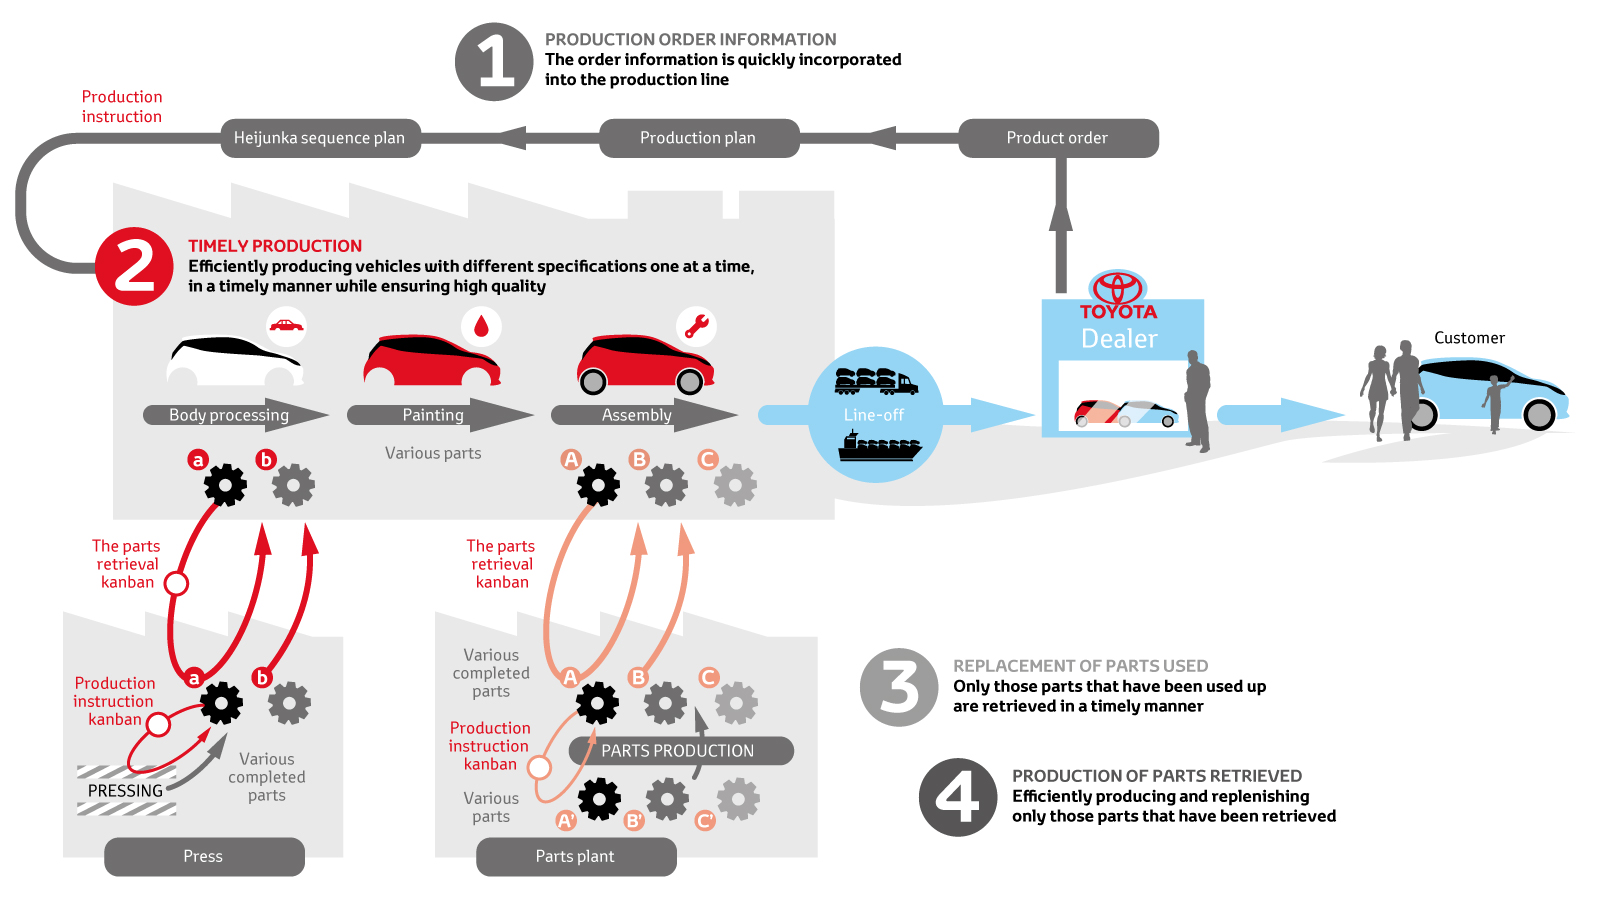 1
PRODUCTION ORDER INFORMATION
The order information is quickly incorporated
into the production line
Production
instruction
Heijunka sequence plan
Production plan
Product order
2
TIMELY PRODUCTION
Efficiently producing vehicles with different specifications one at a time,
in a timely manner while ensuring high quality
TOYOTA
Dealer
Customer
Body processing
Painting
Assembly
Line-off
Various parts
a
b
A
B
C
The parts
retrieval
kanban
The parts
retrieval
kanban
a
b
Production
instruction
kanban
Various
completed
parts
PRESSING
Press
Various
completed
parts
A
B
C
Production
instruction
kanban
PARTS PRODUCTION
Various
parts
A'
B'
C'
Parts plant
3
REPLACEMENT OF PARTS USED
Only those parts that have been used up
are retrieved in a timely manner
4
PRODUCTION OF PARTS RETRIEVED
Efficiently producing and replenishing
only those parts that have been retrieved